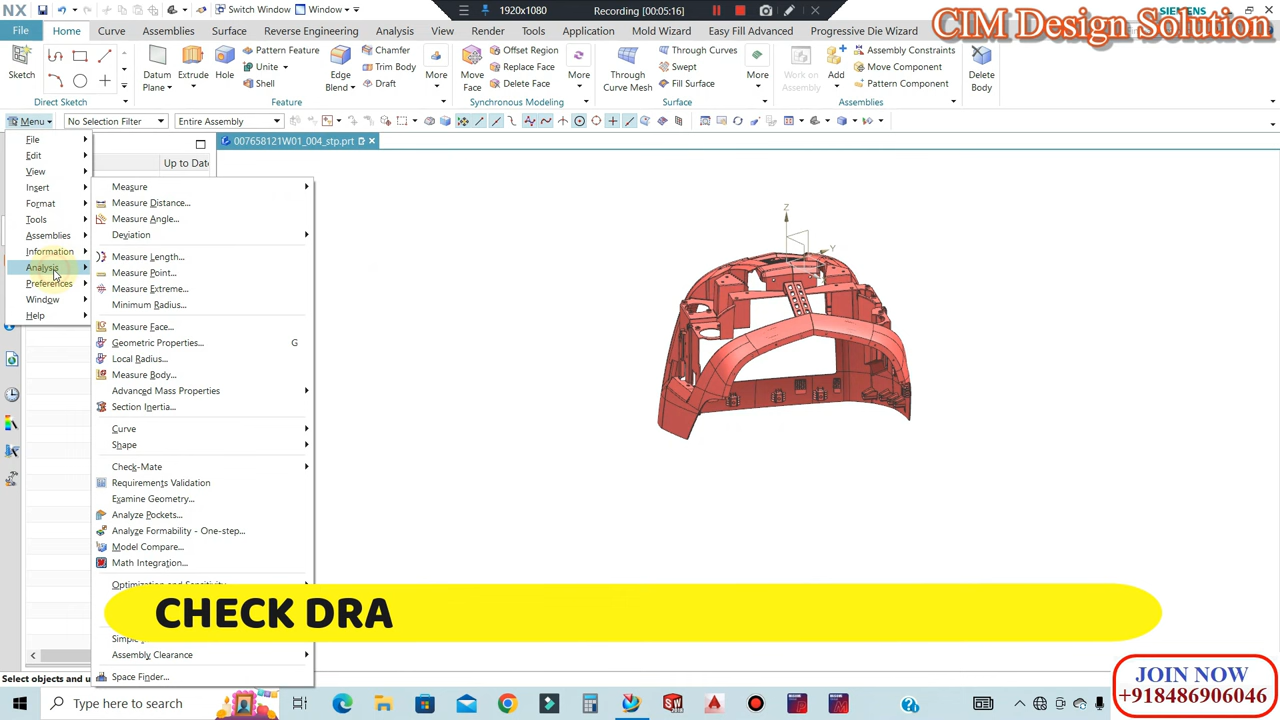 NX
Switch Window
Window
1920x1080
Recording [00:05:16]
SIEMENS
CIM Design Solution
File
Home
Curve
Assemblies
Surface
Reverse Engineering
Analysis
View
Render
Tools
Application
Mold Wizard
Easy Fill Advanced
Progressive Die Wizard
Sketch
Direct Sketch
Datum Plane
Extrude
Hole
Pattern Feature
Unite
Shell
Edge Blend
Chamfer
Trim Body
Draft
More
Feature
Move Face
Offset Region
Replace Face
Delete Face
More
Synchronous Modeling
Through Curve Mesh
Through Curves
Swept
Fill Surface
More
Surface
Work on Assembly
Add
Assembly Constraints
Move Component
Pattern Component
Assemblies
Delete Body
Menu
No Selection Filter
Entire Assembly
007658121W01_004_stp.prt
Up to Date
File
Edit
View
Insert
Format
Tools
Assemblies
Information
Analysis
Preferences
Window
Help
Measure
Measure Distance...
Measure Angle...
Deviation
Measure Length...
Measure Point...
Measure Extreme...
Minimum Radius...
Measure Face...
Geometric Properties... G
Local Radius...
Measure Body...
Advanced Mass Properties
Section Inertia...
Curve
Shape
Check-Mate
Requirements Validation
Examine Geometry...
Analyze Pockets...
Analyze Formability - One-step...
Model Compare...
Math Integration...
Optimization and Sensitivity
Assembly Clearance
Space Finder...
Z
Y
CHECK DRA
Select objects and u
JOIN NOW
+918486906046
Type here to search